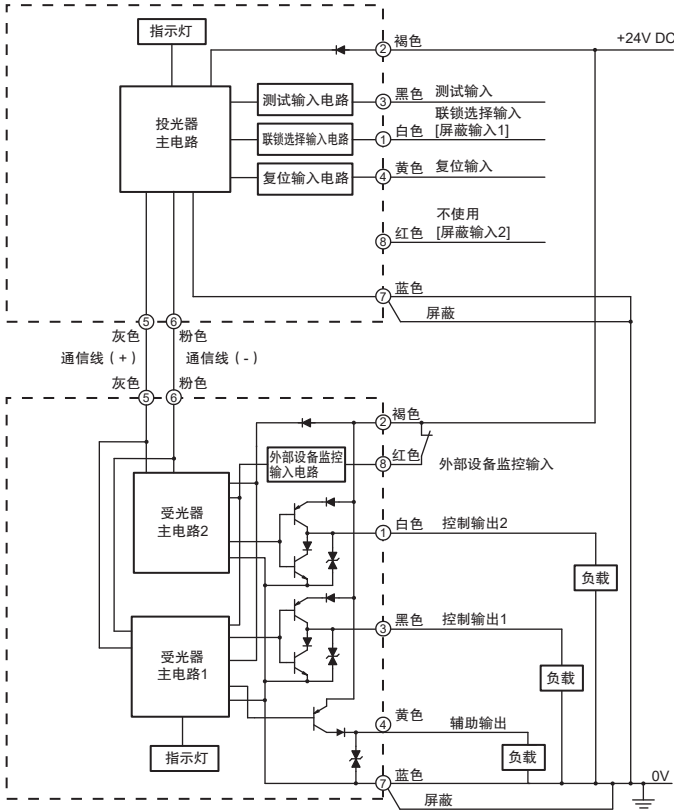 指示灯
② 褐色
+24V DC
投光器
主电路
测试输入电路
③ 黑色 测试输入
联锁选择输入电路
联锁选择输入
① 白色 [屏蔽输入1]
复位输入电路
④ 黄色 复位输入
不使用
⑧ 红色 [屏蔽输入2]
⑦ 蓝色
屏蔽
⑤ ⑥
灰色 粉色
通信线（+） 通信线（-）
灰色 粉色
⑤ ⑥
② 褐色
外部设备监控
输入电路
⑧ 红色
外部设备监控输入
受光器
主电路2
① 白色 控制输出2
负载
受光器
主电路1
③ 黑色 控制输出1
负载
④ 黄色 辅助输出
指示灯
负载
⑦ 蓝色
0V
屏蔽